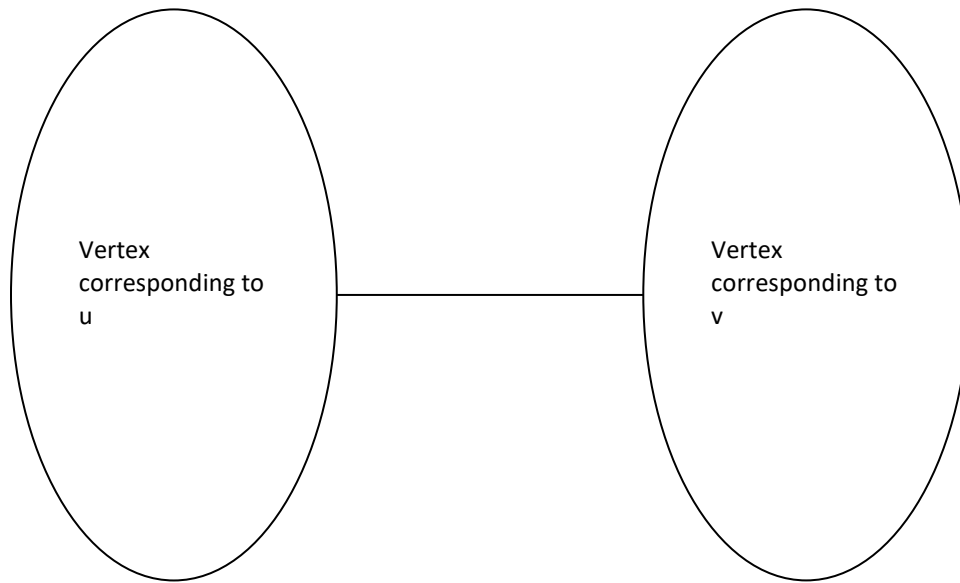 Vertex
corresponding to
u
Vertex
corresponding to
v